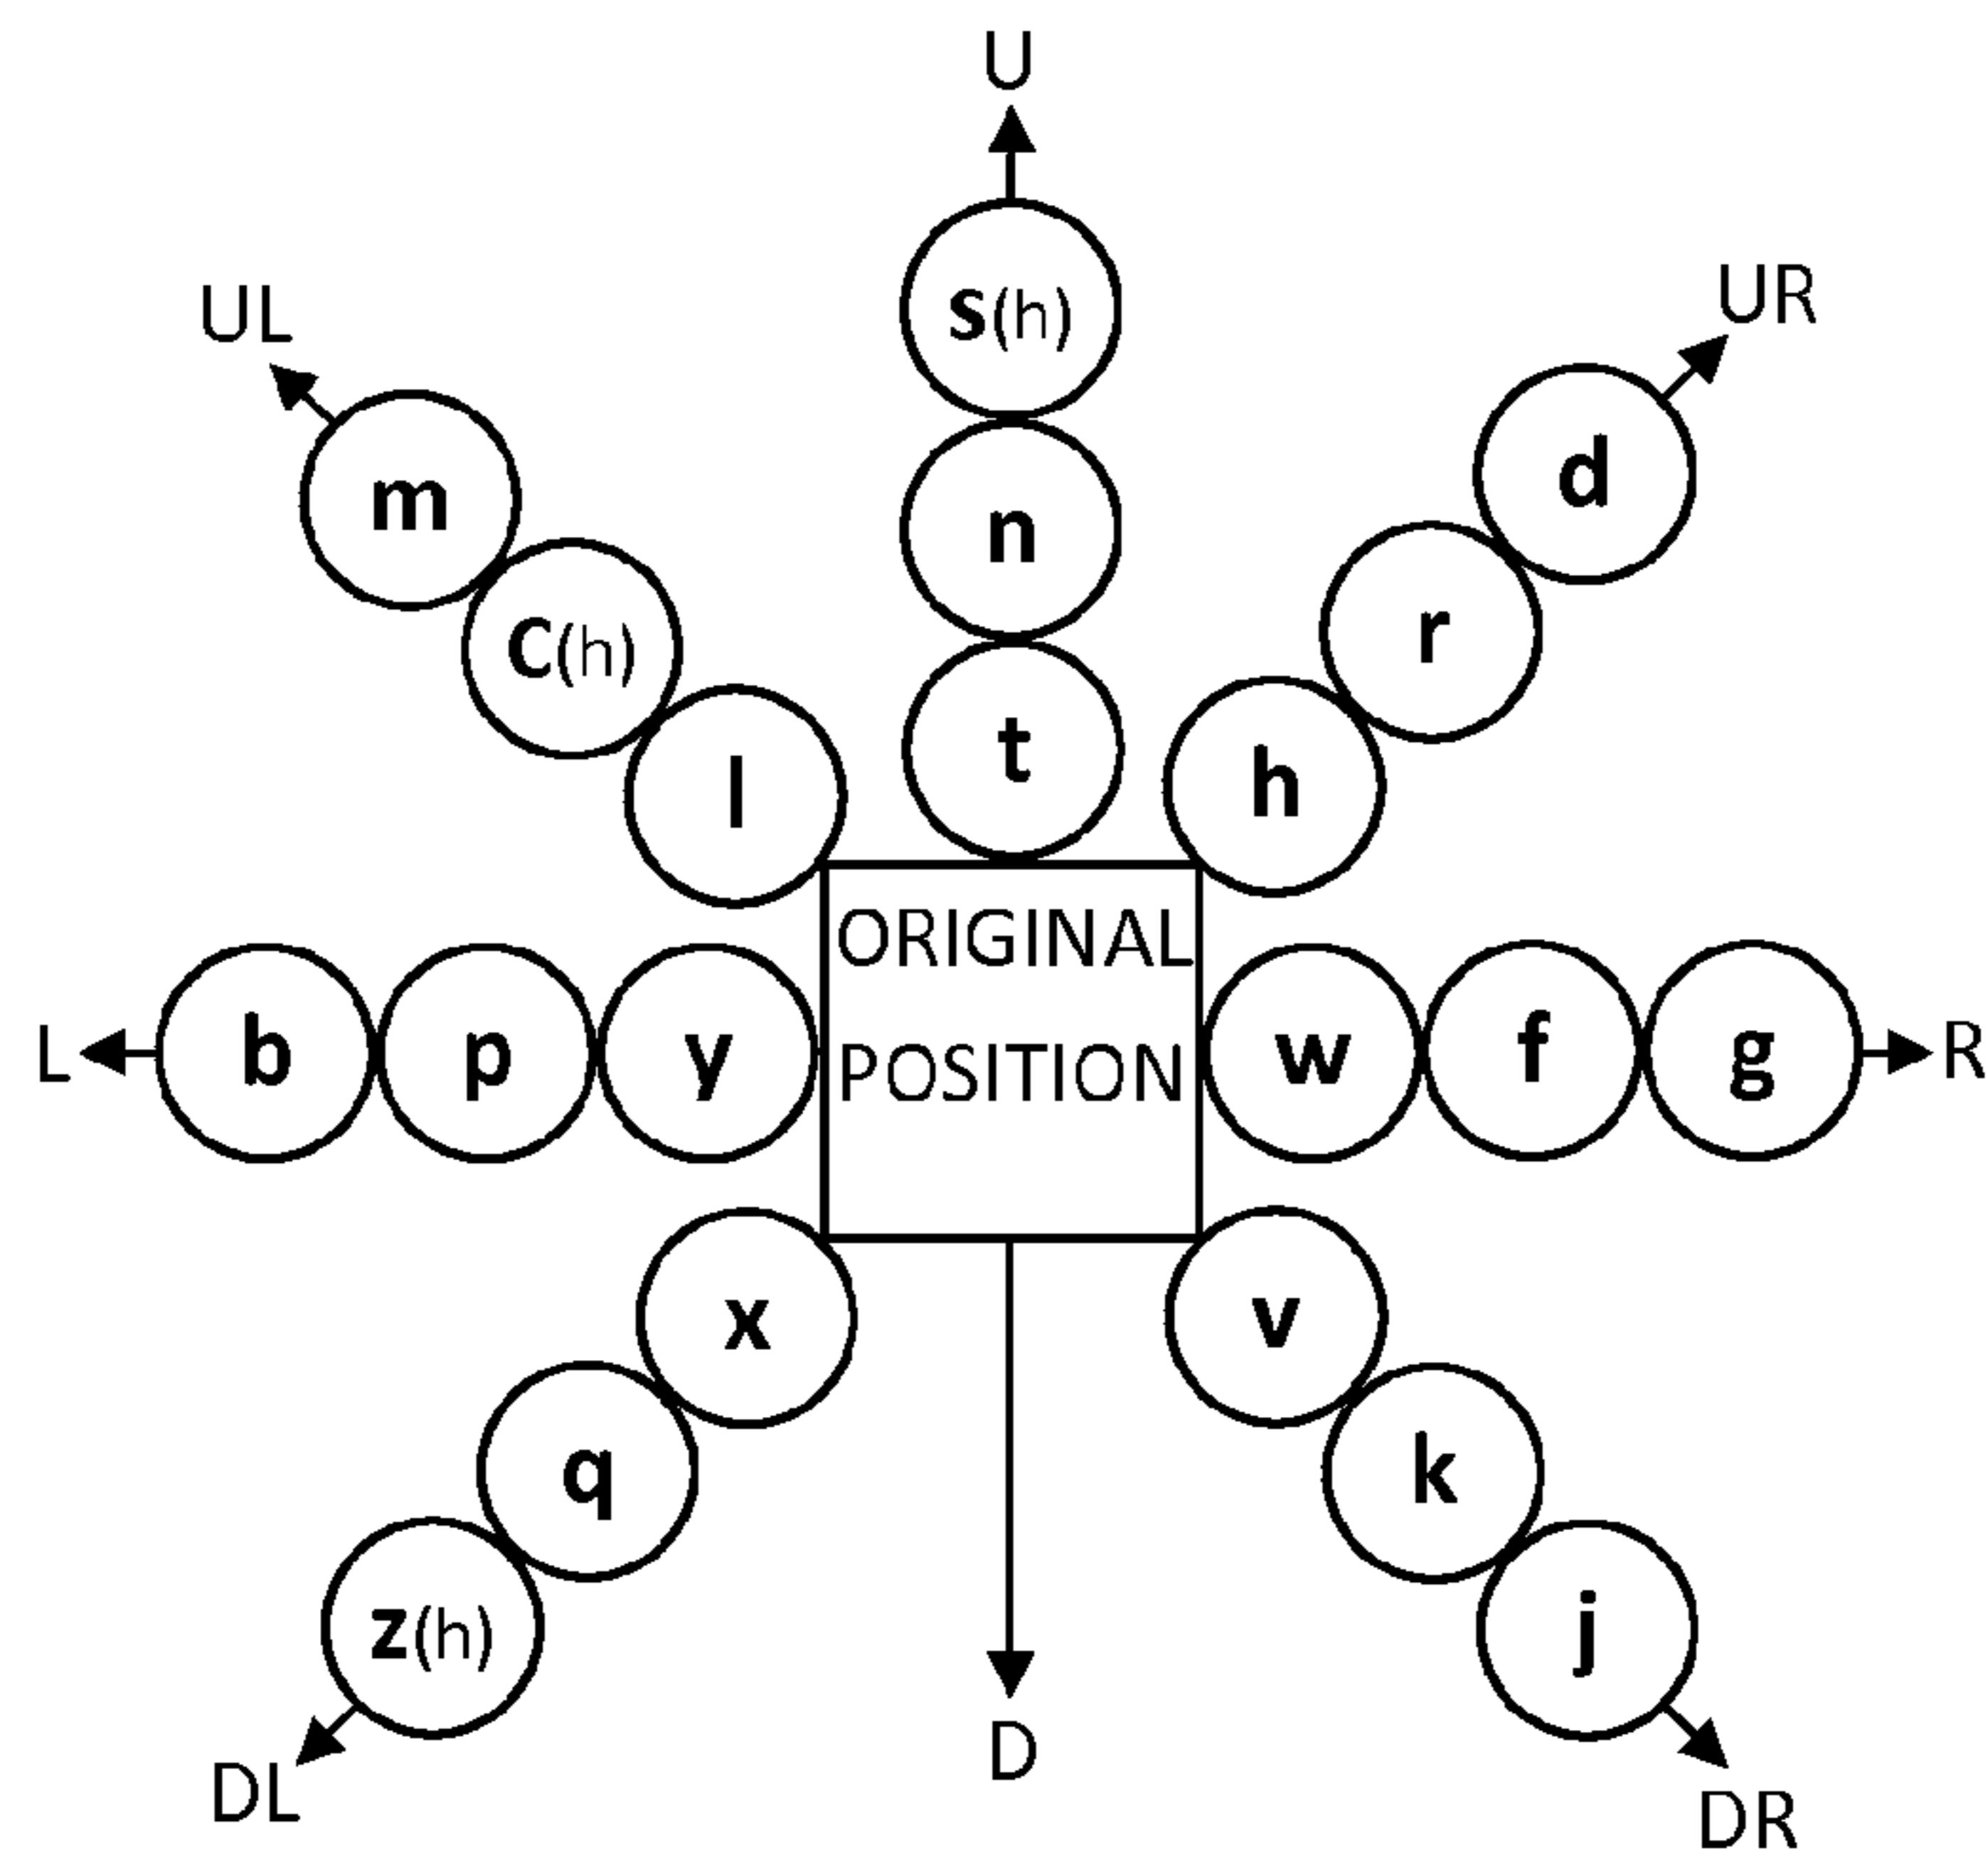 U
UL
UR
s(h)
m
n
d
C(h)
r
l
t
h
ORIGINAL
POSITION
L
b
p
y
w
f
g
R
x
v
q
k
z(h)
j
DL
D
DR